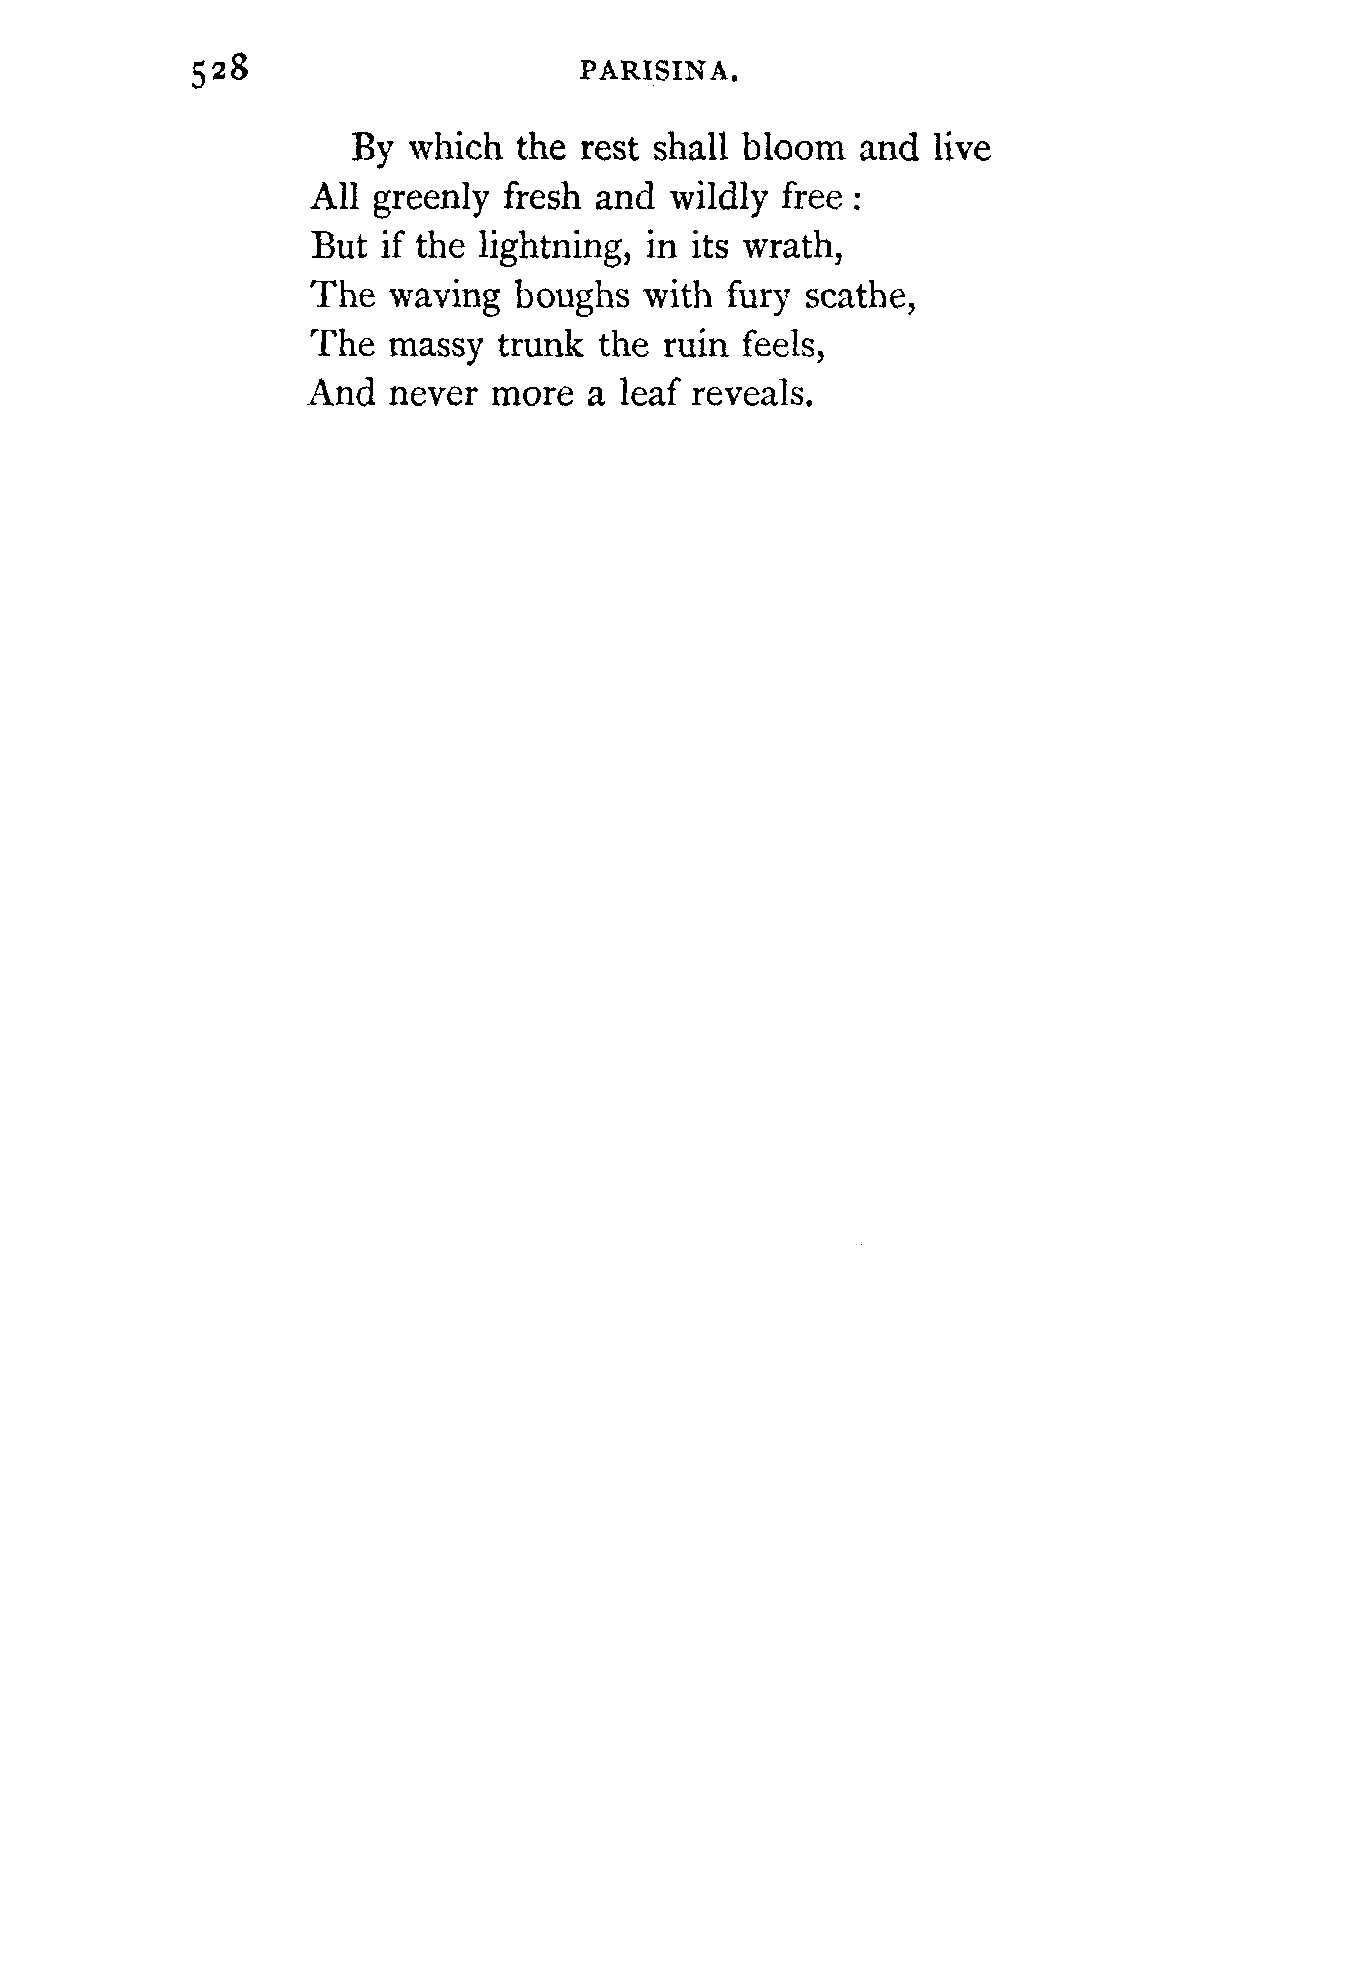 528 PARISINA.
By which the rest shall bloom and live
All greenly fresh and wildly free :
But if the lightning, in its wrath,
The waving boughs with fury scathe,
The massy trunk the ruin feels,
And never more a leaf reveals.